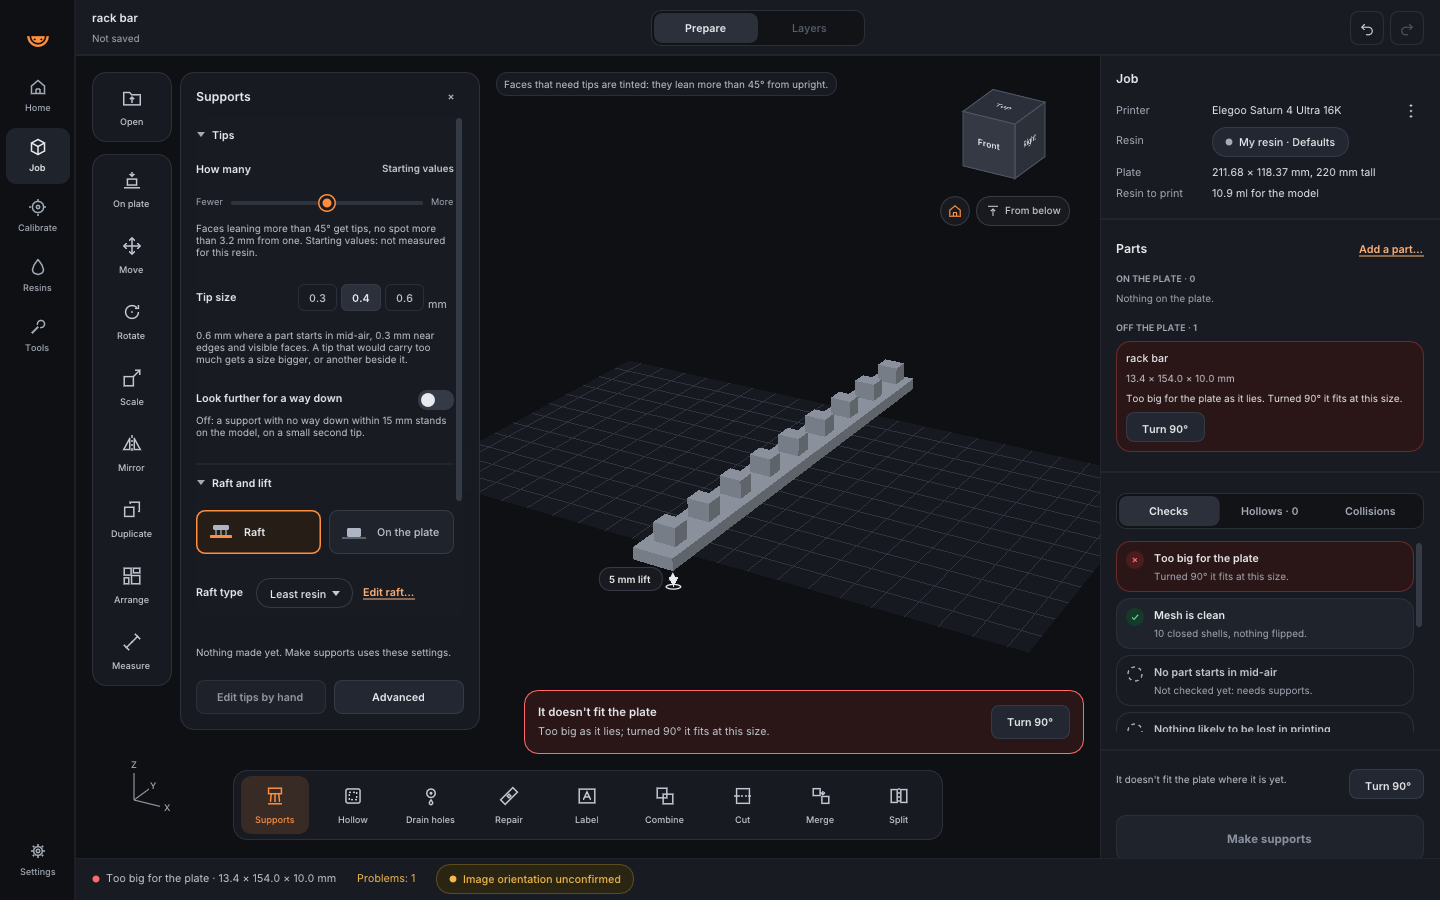 rack bar
Not saved
Prepare
Layers
Home
Job
Calibrate
Resins
Tools
Settings
Open
On plate
Move
Rotate
Scale
Mirror
Duplicate
Arrange
Measure
Supports
×
Tips
How many
Starting values
Fewer
More
Faces leaning more than 45° get tips, no spot more
than 3.2 mm from one. Starting values: not measured
for this resin.
Tip size
0.3
0.4
0.6
mm
0.6 mm where a part starts in mid-air, 0.3 mm near
edges and visible faces. A tip that would carry too
much gets a size bigger, or another beside it.
Look further for a way down
Off: a support with no way down within 15 mm stands
on the model, on a small second tip.
Raft and lift
Raft
On the plate
Raft type
Least resin
Edit raft...
Nothing made yet. Make supports uses these settings.
Edit tips by hand
Advanced
Faces that need tips are tinted: they lean more than 45° from upright.
Top
Front
Right
From below
5 mm lift
It doesn't fit the plate
Too big as it lies; turned 90° it fits at this size.
Turn 90°
Z
Y
X
Supports
Hollow
Drain holes
Repair
Label
Combine
Cut
Merge
Split
Job
Printer
Elegoo Saturn 4 Ultra 16K
Resin
My resin · Defaults
Plate
211.68 × 118.37 mm, 220 mm tall
Resin to print
10.9 ml for the model
Parts
Add a part...
ON THE PLATE · 0
Nothing on the plate.
OFF THE PLATE · 1
rack bar
13.4 × 154.0 × 10.0 mm
Too big for the plate as it lies. Turned 90° it fits at this size.
Turn 90°
Checks
Hollows · 0
Collisions
Too big for the plate
Turned 90° it fits at this size.
Mesh is clean
10 closed shells, nothing flipped.
No part starts in mid-air
Not checked yet: needs supports.
Nothing likely to be lost in printing
It doesn't fit the plate where it is yet.
Turn 90°
Make supports
Too big for the plate · 13.4 × 154.0 × 10.0 mm
Problems: 1
Image orientation unconfirmed